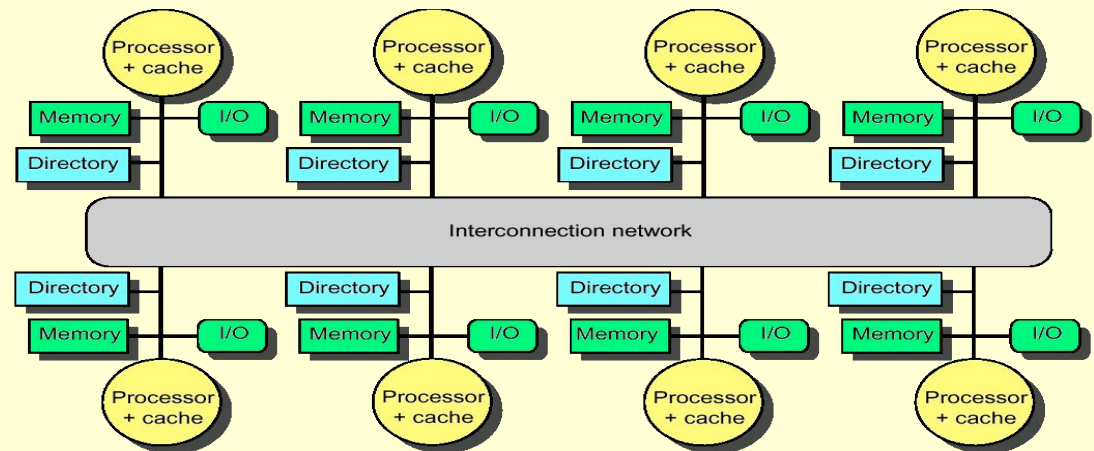 Processor
+ cache
Processor
+ cache
Processor
+ cache
Processor
+ cache
Memory
I/O
Memory
I/O
Memory
I/O
Memory
I/O
Directory
Directory
Directory
Directory
Interconnection network
Directory
Directory
Directory
Directory
Memory
I/O
Memory
I/O
Memory
I/O
Memory
I/O
Processor
+ cache
Processor
+ cache
Processor
+ cache
Processor
+ cache